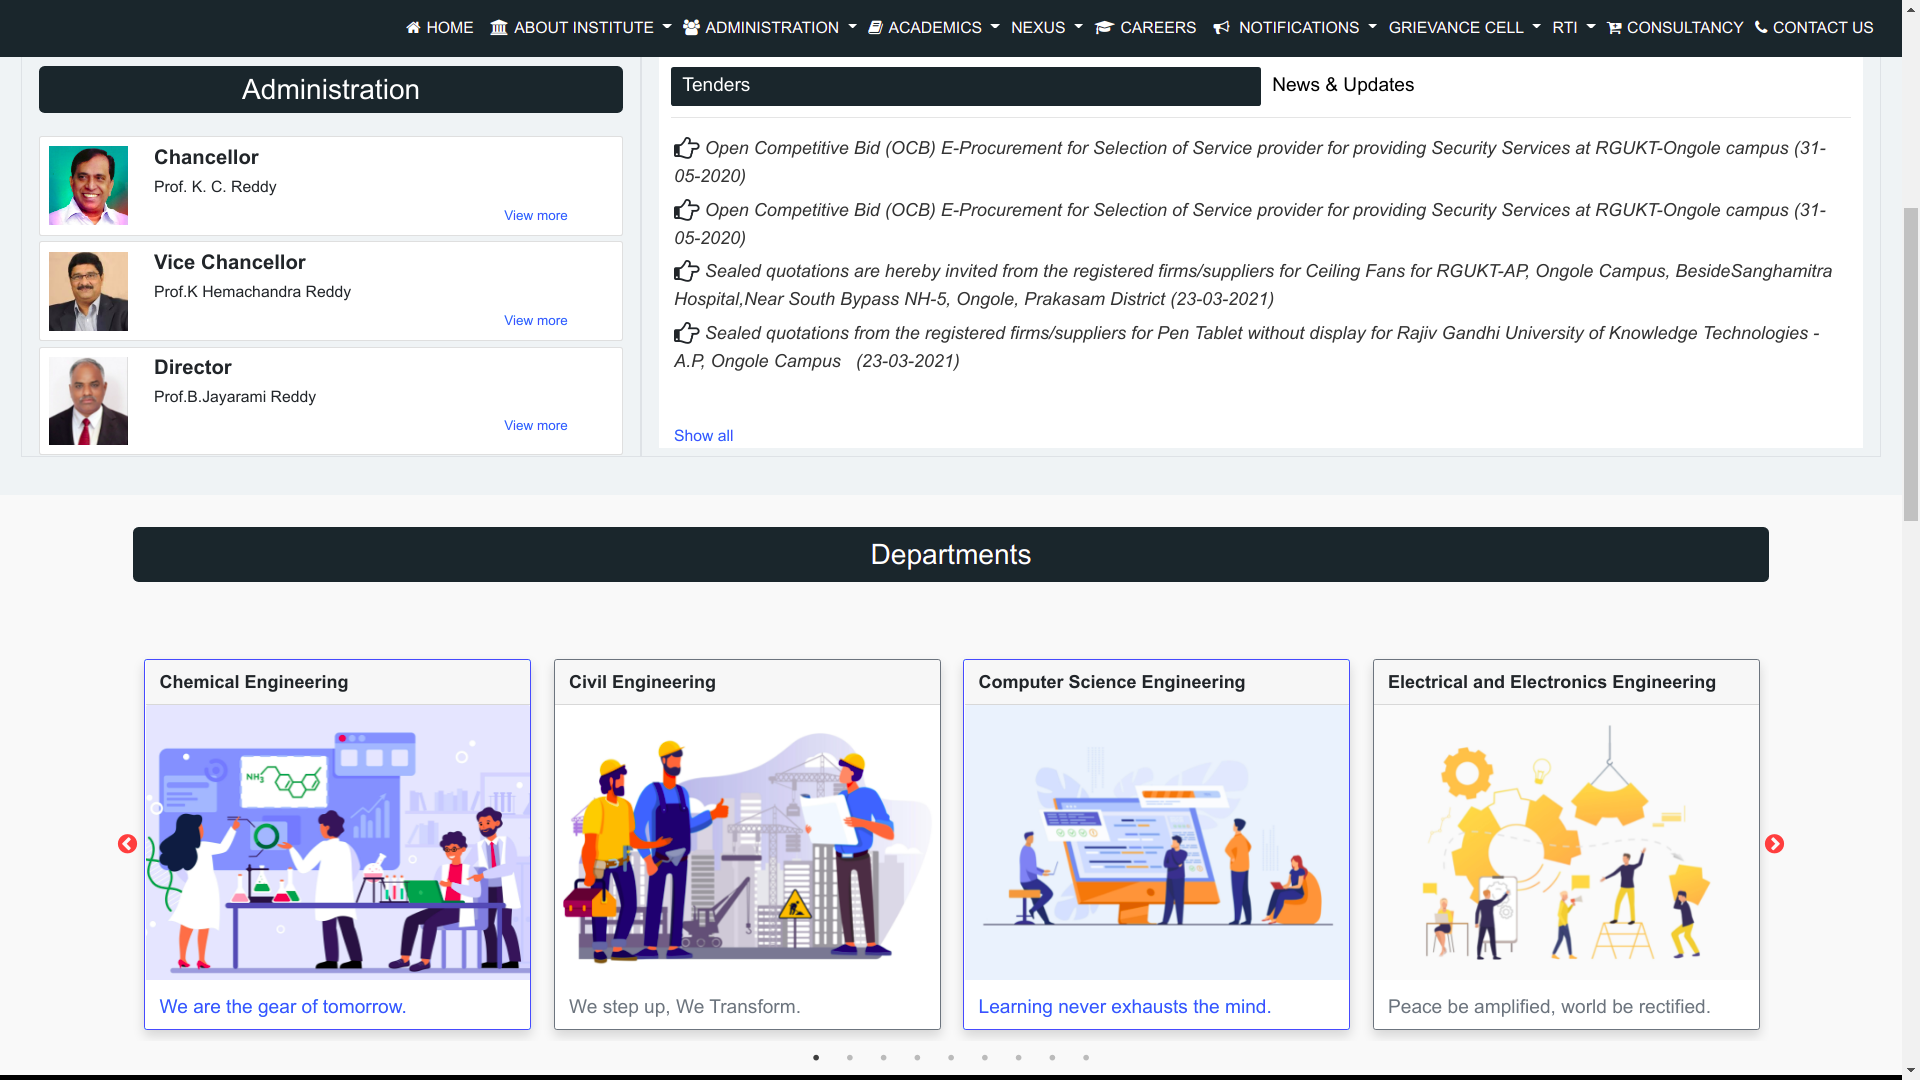 HOME ABOUT INSTITUTE ADMINISTRATION ACADEMICS NEXUS CAREERS NOTIFICATIONS GRIEVANCE CELL RTI CONSULTANCY CONTACT US
Administration
Chancellor
Prof. K. C. Reddy
View more
Vice Chancellor
Prof.K Hemachandra Reddy
View more
Director
Prof.B.Jayarami Reddy
View more
Tenders
News & Updates
Open Competitive Bid (OCB) E-Procurement for Selection of Service provider for providing Security Services at RGUKT-Ongole campus (31-
05-2020)
Open Competitive Bid (OCB) E-Procurement for Selection of Service provider for providing Security Services at RGUKT-Ongole campus (31-
05-2020)
Sealed quotations are hereby invited from the registered firms/suppliers for Ceiling Fans for RGUKT-AP, Ongole Campus, BesideSanghamitra
Hospital,Near South Bypass NH-5, Ongole, Prakasam District (23-03-2021)
Sealed quotations from the registered firms/suppliers for Pen Tablet without display for Rajiv Gandhi University of Knowledge Technologies -
A.P, Ongole Campus (23-03-2021)
Show all
Departments
Chemical Engineering
NH3
We are the gear of tomorrow.
Civil Engineering
We step up, We Transform.
Computer Science Engineering
Learning never exhausts the mind.
Electrical and Electronics Engineering
Peace be amplified, world be rectified.